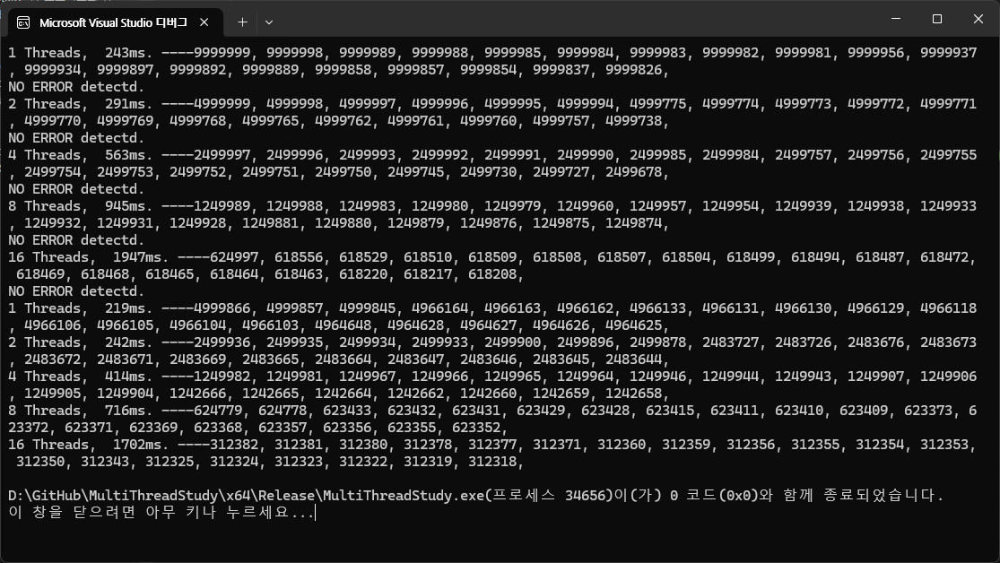 Microsoft Visual Studio 디버그
1 Threads,  243ms. ----9999999, 9999998, 9999989, 9999988, 9999985, 9999984, 9999983, 9999982, 9999981, 9999956, 9999937
, 9999934, 9999897, 9999892, 9999889, 9999858, 9999857, 9999854, 9999837, 9999826,
NO ERROR detectd.
2 Threads,  291ms. ----4999999, 4999998, 4999997, 4999996, 4999995, 4999994, 4999775, 4999774, 4999773, 4999772, 4999771
, 4999770, 4999769, 4999768, 4999765, 4999762, 4999761, 4999760, 4999757, 4999738,
NO ERROR detectd.
4 Threads,  563ms. ----2499997, 2499996, 2499993, 2499992, 2499991, 2499990, 2499985, 2499984, 2499757, 2499756, 2499755
, 2499754, 2499753, 2499752, 2499751, 2499750, 2499745, 2499730, 2499727, 2499678,
NO ERROR detectd.
8 Threads,  945ms. ----1249989, 1249988, 1249983, 1249980, 1249979, 1249960, 1249957, 1249954, 1249939, 1249938, 1249933
, 1249932, 1249931, 1249928, 1249881, 1249880, 1249879, 1249876, 1249875, 1249874,
NO ERROR detectd.
16 Threads,  1947ms. ----624997, 618556, 618529, 618510, 618509, 618508, 618507, 618504, 618499, 618494, 618487, 618472,
 618469, 618468, 618465, 618464, 618463, 618220, 618217, 618208,
NO ERROR detectd.
1 Threads,  219ms. ----4999866, 4999857, 4999845, 4966164, 4966163, 4966162, 4966133, 4966131, 4966130, 4966129, 4966118
, 4966106, 4966105, 4966104, 4966103, 4964648, 4964628, 4964627, 4964626, 4964625,
2 Threads,  242ms. ----2499936, 2499935, 2499934, 2499933, 2499900, 2499896, 2499878, 2483727, 2483726, 2483676, 2483673
, 2483672, 2483671, 2483669, 2483665, 2483664, 2483647, 2483646, 2483645, 2483644,
4 Threads,  414ms. ----1249982, 1249981, 1249967, 1249966, 1249965, 1249964, 1249946, 1249944, 1249943, 1249907, 1249906
, 1249905, 1249904, 1242666, 1242665, 1242664, 1242662, 1242660, 1242659, 1242658,
8 Threads,  716ms. ----624779, 624778, 623433, 623432, 623431, 623429, 623428, 623415, 623411, 623410, 623409, 623373, 6
23372, 623371, 623369, 623368, 623357, 623356, 623355, 623352,
16 Threads,  1702ms. ----312382, 312381, 312380, 312378, 312377, 312371, 312360, 312359, 312356, 312355, 312354, 312353,
 312350, 312343, 312325, 312324, 312323, 312322, 312319, 312318,
D:\GitHub\MultiThreadStudy\x64\Release\MultiThreadStudy.exe(프로세스 34656)이(가) 0 코드(0x0)와 함께 종료되었습니다.
이 창을 닫으려면 아무 키나 누르세요...